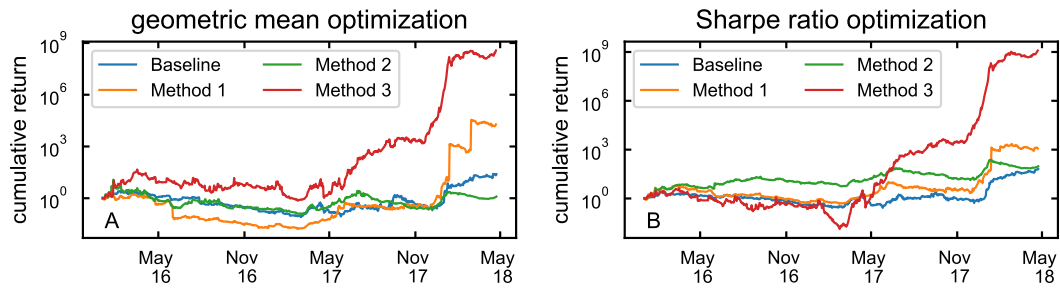 geometric mean optimization
cumulative return
10^9
10^6
10^3
10^0
Baseline
Method 1
Method 2
Method 3
A
May 16
Nov 16
May 17
Nov 17
May 18
Sharpe ratio optimization
cumulative return
10^9
10^6
10^3
10^0
Baseline
Method 1
Method 2
Method 3
B
May 16
Nov 16
May 17
Nov 17
May 18